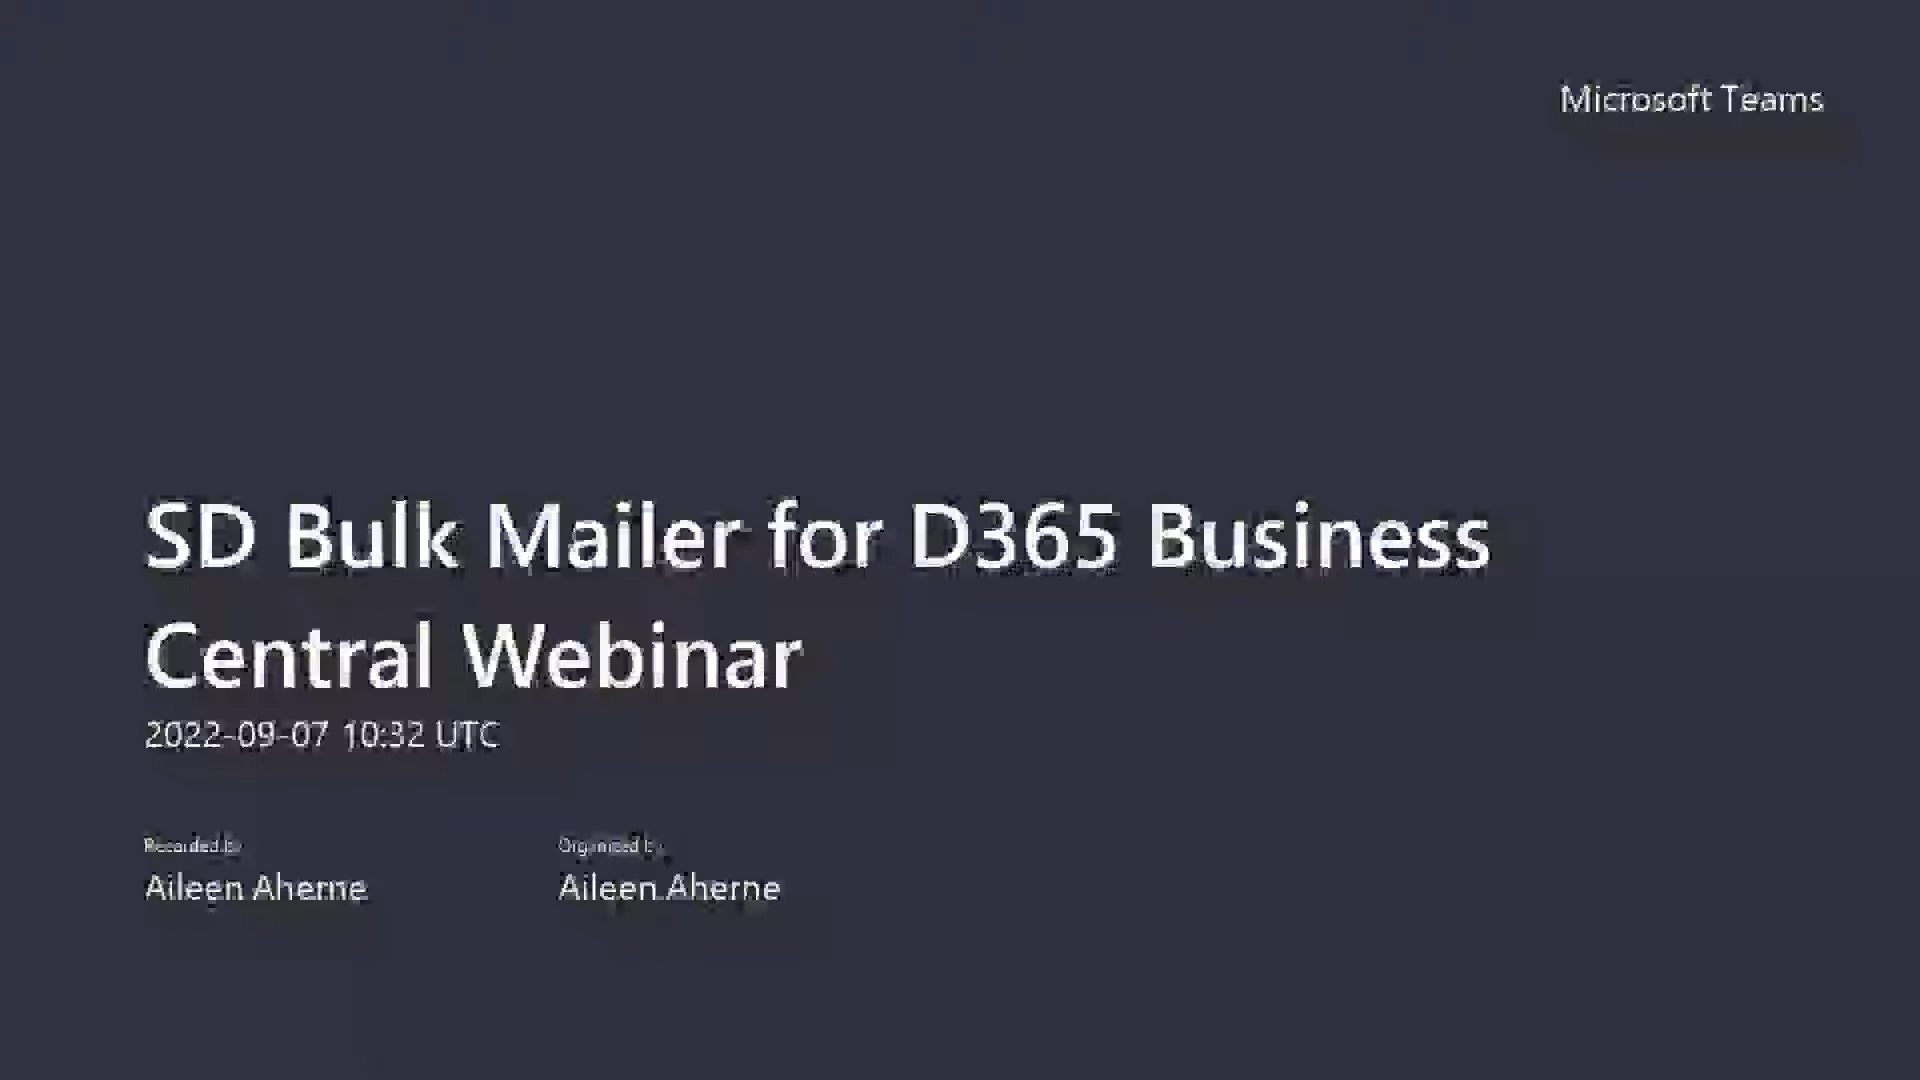 Microsoft Teams
SD Bulk Mailer for D365 Business
Central Webinar
2022-09-07 10:32 UTC
Recorded by
Organized by
Aileen Aherne
Aileen Aherne